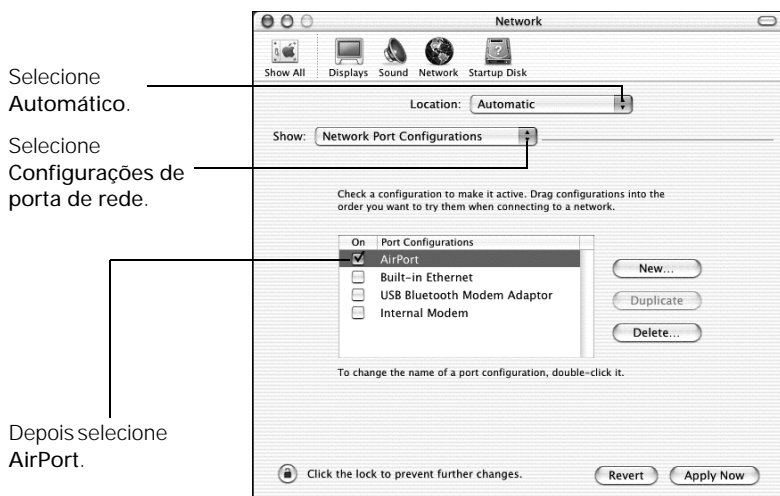 Network
Show All Displays Sound Network Startup Disk
Selecione
Automático.
Location: Automatic
Selecione
Configurações de
porta de rede.
Show: Network Port Configurations
Check a configuration to make it active. Drag configurations into the
order you want to try them when connecting to a network.
On Port Configurations
AirPort
Built-in Ethernet
USB Bluetooth Modem Adaptor
Internal Modem
New...
Duplicate
Delete...
To change the name of a port configuration, double-click it.
Depois selecione
AirPort.
Click the lock to prevent further changes.
Revert Apply Now